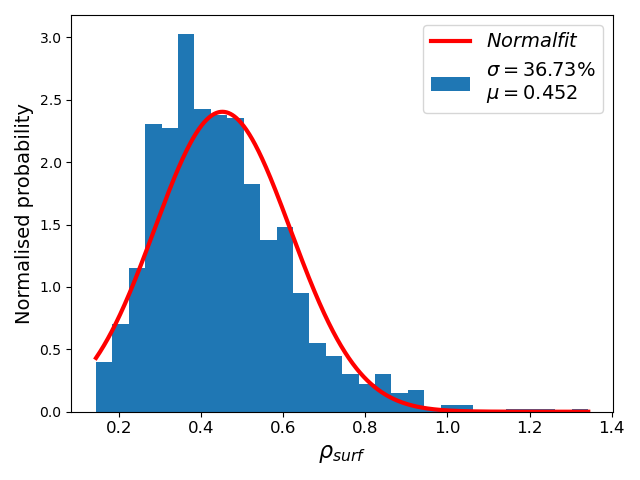 Normalfit
σ = 36.73%
μ = 0.452
Normalised probability
3.0
2.5
2.0
1.5
1.0
0.5
0.0
0.2 0.4 0.6 0.8 1.0 1.2 1.4
ρsurf